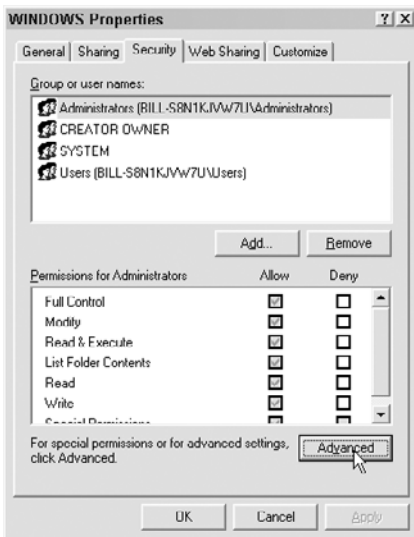 WINDOWS Properties
General Sharing Security Web Sharing Customize
Group or user names:
Administrators (BILL-S8N1KJVW7U\Administrators)
CREATOR OWNER
SYSTEM
Users (BILL-S8N1KJVW7U\Users)
Add... Remove
Permissions for Administrators Allow Deny
Full Control
Modify
Read & Execute
List Folder Contents
Read
Write
Special Permissions
For special permissions or for advanced settings, Advanced
click Advanced.
OK Cancel Apply